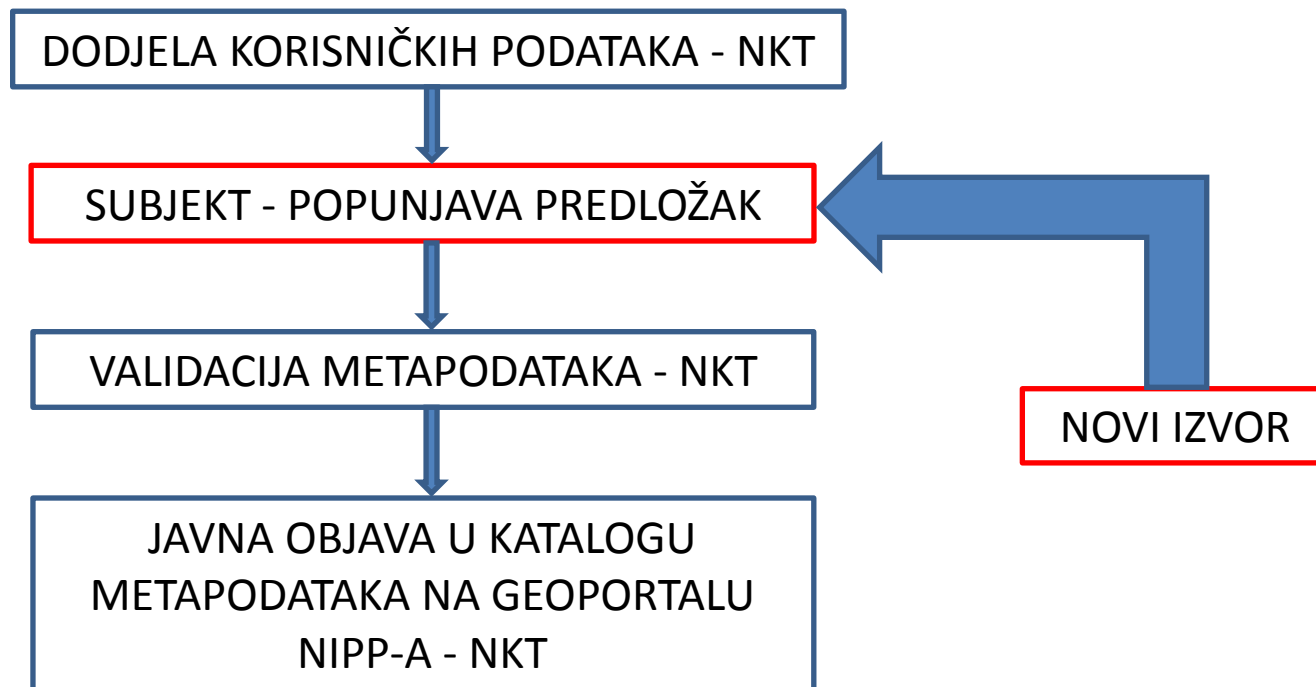 DODJELA KORISNIČKIH PODATAKA - NKT
SUBJEKT - POPUNJAVA PREDLOŽAK
VALIDACIJA METAPODATAKA - NKT
NOVI IZVOR
JAVNA OBJAVA U KATALOGU
METAPODATAKA NA GEOPORTALU
NIPP-A - NKT